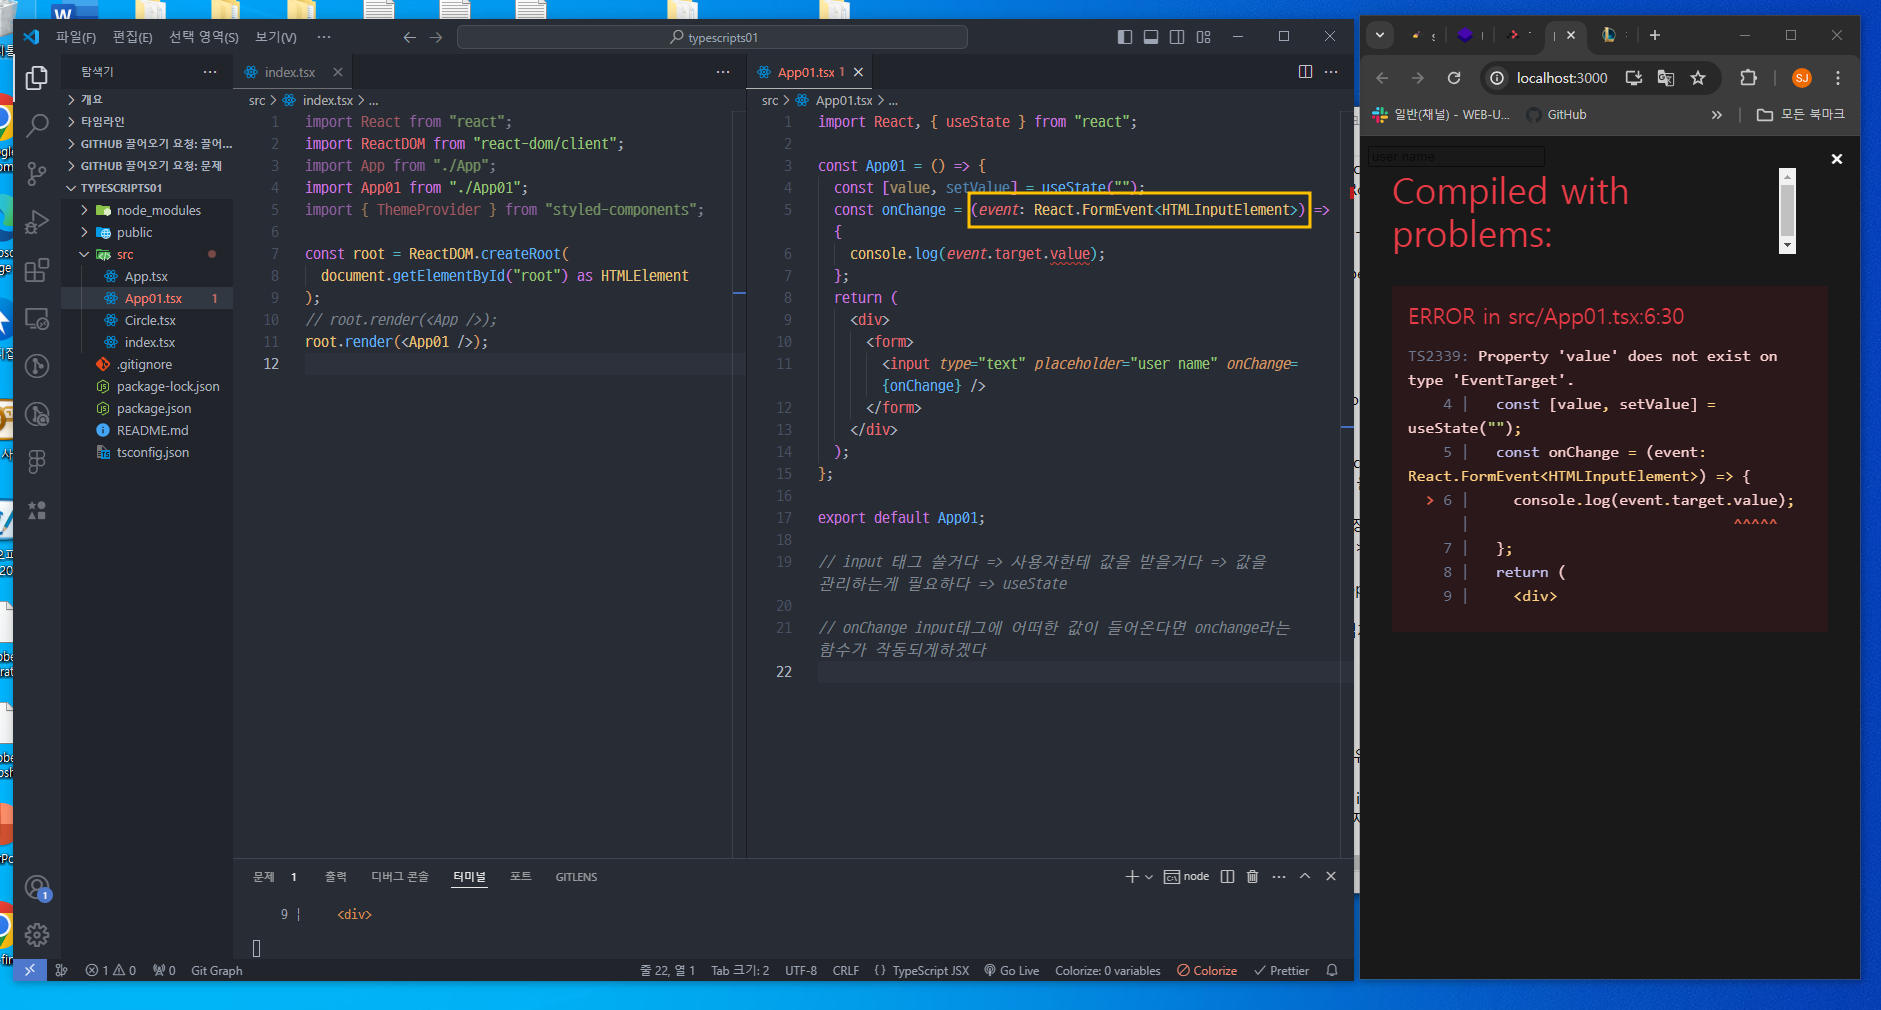 파일(F) 편집(E) 선택 영역(S) 보기(V) ··· typescripts01
탐색기
개요
타임라인
GITHUB 끌어오기 요청: 끌어...
GITHUB 끌어오기 요청: 문제
TYPESCRIPTS01
node_modules
public
src
App.tsx
App01.tsx 1
Circle.tsx
index.tsx
.gitignore
package-lock.json
package.json
README.md
tsconfig.json
index.tsx
src > index.tsx > ...
1 import React from "react";
2 import ReactDOM from "react-dom/client";
3 import App from "./App";
4 import App01 from "./App01";
5 import { ThemeProvider } from "styled-components";
6
7 const root = ReactDOM.createRoot(
8 document.getElementById("root") as HTMLElement
9 );
10 // root.render(<App />);
11 root.render(<App01 />);
12
App01.tsx 1
src > App01.tsx > ...
1 import React, { useState } from "react";
2
3 const App01 = () => {
4 const [value, setValue] = useState("");
5 const onChange = (event: React.FormEvent<HTMLInputElement>) =>
{
6 console.log(event.target.value);
7 };
8 return (
9 <div>
10 <form>
11 <input type="text" placeholder="user name" onChange=
{onChange} />
12 </form>
13 </div>
14 );
15 };
16
17 export default App01;
18
19 // input 태그 쓸거다 => 사용자한테 값을 받을거다 => 값을
관리하는게 필요하다 => useState
20
21 // onChange input태그에 어떠한 값이 들어온다면 onchange라는
함수가 작동되게하겠다
22
문제 1 출력 디버그 콘솔 터미널 포트 GITLENS
node
9 | <div>
1 0 0 Git Graph
줄 22, 열 1 Tab 크기: 2 UTF-8 CRLF {} TypeScript JSX Go Live Colorize: 0 variables Colorize Prettier
localhost:3000
SJ
일반(채널) - WEB-U... GitHub » 모든 북마크
user name
Compiled with
problems:
ERROR in src/App01.tsx:6:30
TS2339: Property 'value' does not exist on
type 'EventTarget'.
4 | const [value, setValue] =
useState("");
5 | const onChange = (event:
React.FormEvent<HTMLInputElement>) => {
> 6 | console.log(event.target.value);
| ^^^^^
7 | };
8 | return (
9 | <div>